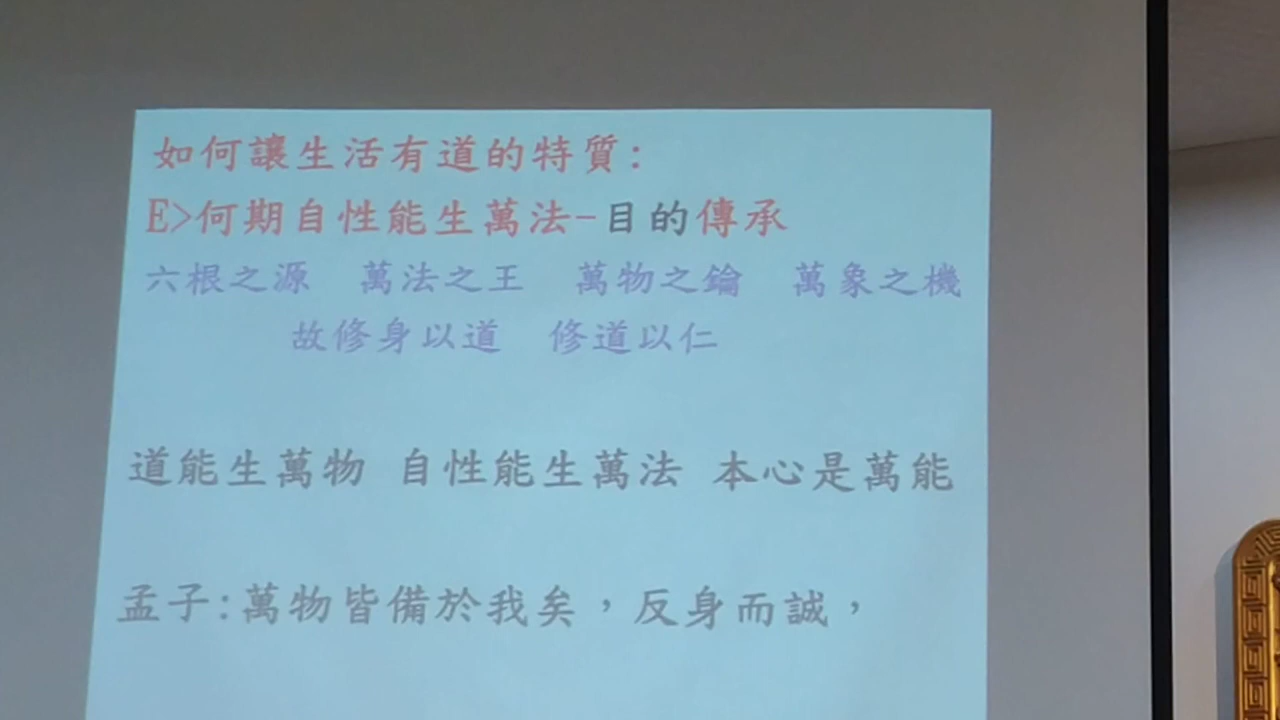 如何讓生活有道的特質:
E>何期自性能生萬法-目的傳承
六根之源　萬法之王　萬物之鑰　萬象之機
故修身以道　修道以仁
道能生萬物 自性能生萬法 本心是萬能
孟子:萬物皆備於我矣，反身而誠，